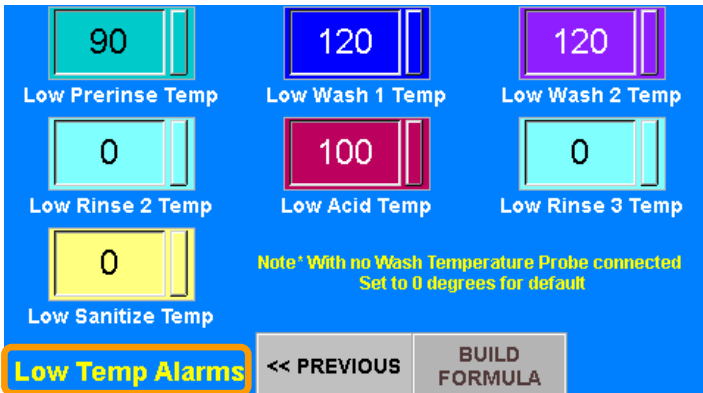 90
120
120
Low Prerinse Temp
Low Wash 1 Temp
Low Wash 2 Temp
0
100
0
Low Rinse 2 Temp
Low Acid Temp
Low Rinse 3 Temp
0
Low Sanitize Temp
Note* With no Wash Temperature Probe connected
Set to 0 degrees for default
Low Temp Alarms
<< PREVIOUS
BUILD
FORMULA